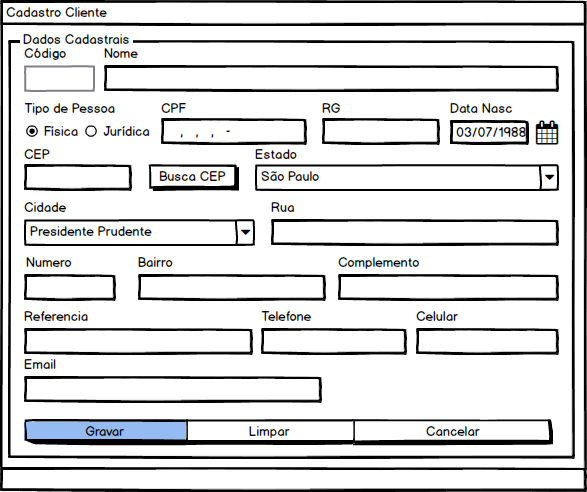 Cadastro Cliente
Dados Cadastrais
Código Nome
Tipo de Pessoa CPF RG Data Nasc
Física Jurídica , , , - 03/07/1988
CEP Estado
Busca CEP São Paulo
Cidade Rua
Presidente Prudente
Numero Bairro Complemento
Referencia Telefone Celular
Email
Gravar Limpar Cancelar